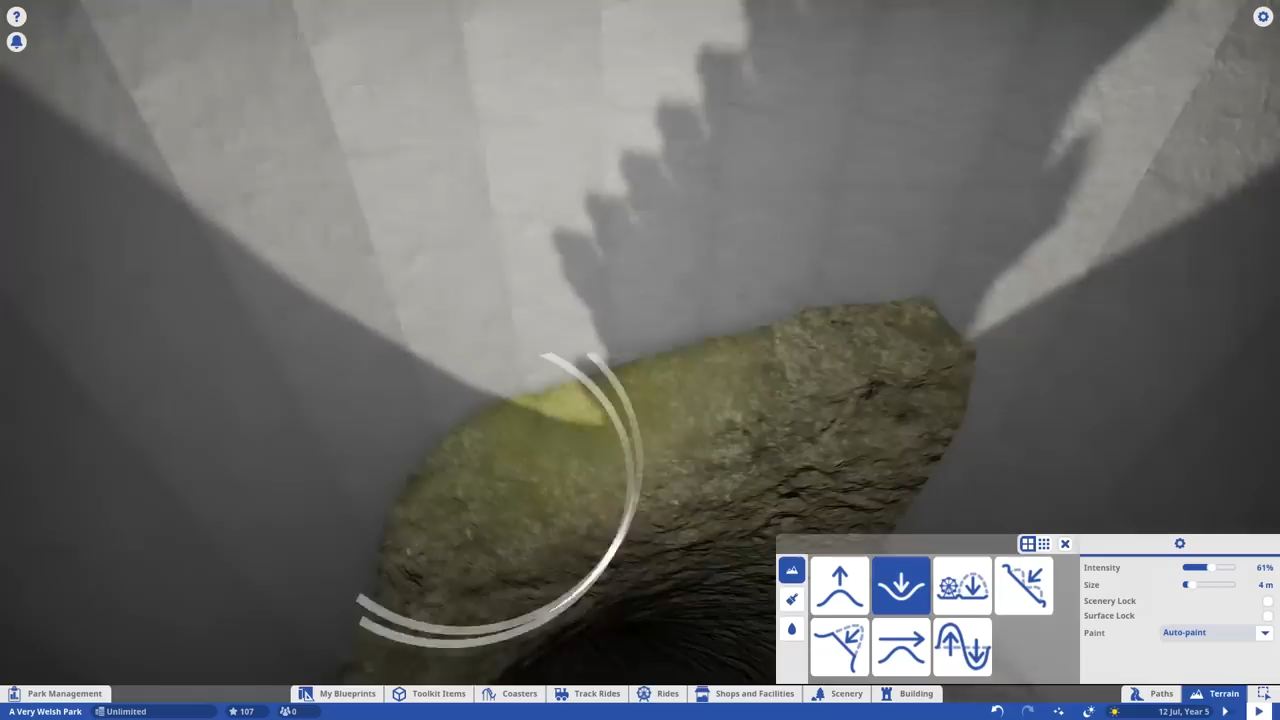 ?
Intensity 61%
Size 4 m
Scenery Lock
Surface Lock
Paint Auto-paint
Park Management My Blueprints Toolkit Items Coasters Track Rides Rides Shops and Facilities Scenery Building Paths Terrain
A Very Welsh Park Unlimited 107 0 12 Jul, Year 5